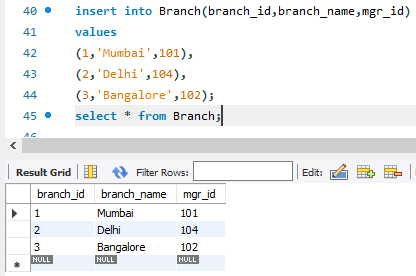 40 insert into Branch(branch_id,branch_name,mgr_id)
41 values
42 (1,'Mumbai',101),
43 (2,'Delhi',104),
44 (3,'Bangalore',102);
45 select * from Branch;
46
Result Grid Filter Rows: Edit:
branch_id branch_name mgr_id
1 Mumbai 101
2 Delhi 104
3 Bangalore 102
NULL NULL NULL